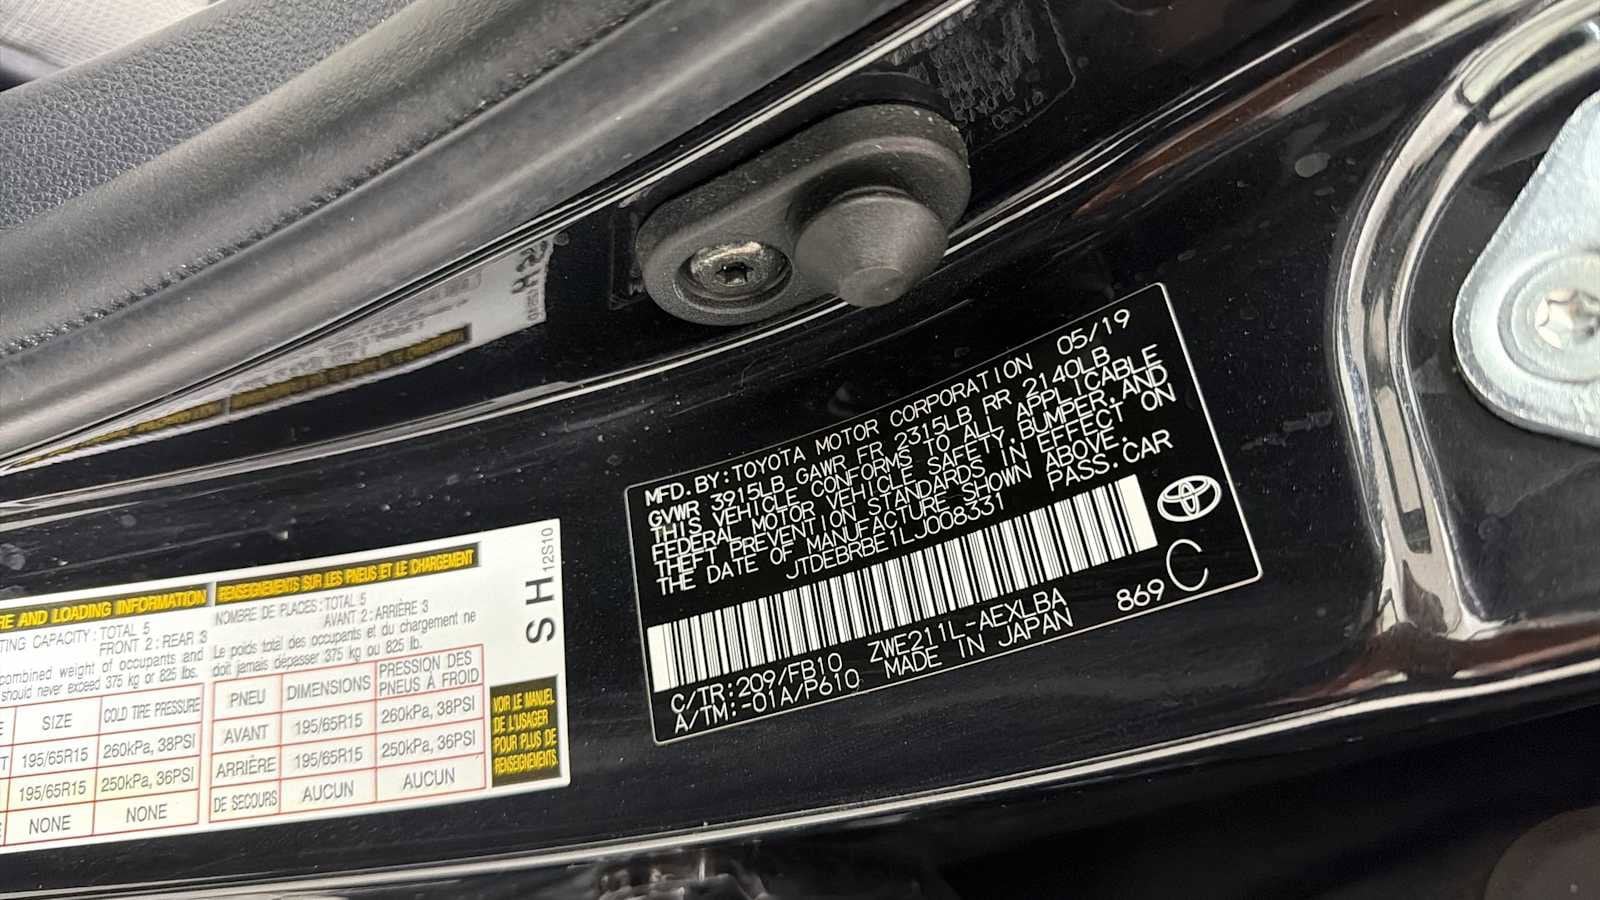 MFD.BY:TOYOTA MOTOR CORPORATION 05/19
GVWR 3915LB GAWR FR 2315LB RR 2140LB
THIS VEHICLE CONFORMS TO ALL APPLICABLE
FEDERAL MOTOR VEHICLE SAFETY,BUMPER,AND
THEFT PREVENTION STANDARDS IN EFFECT ON
THE DATE OF MANUFACTURE SHOWN ABOVE.
JTDEBRBE1LJ008331 PASS.CAR
869 C
C/TR:209/FB10 ZWE211L-AEXLBA
A/TM:-01A/P610 MADE IN JAPAN
AND LOADING INFORMATION
CAPACITY : TOTAL 5
FRONT 2 : REAR 3
combined weight of occupants and
should never exceed 375 kg or 825 lbs.
SIZE COLD TIRE PRESSURE
195/65R15 260kPa, 38PSI
195/65R15 250kPa, 36PSI
NONE NONE
RENSEIGNEMENTS SUR LES PNEUS ET LE CHARGEMENT
NOMBRE DE PLACES : TOTAL 5
AVANT 2 : ARRIÈRE 3
Le poids total des occupants et du chargement ne
doit jamais dépasser 375 kg ou 825 lb.
PNEU DIMENSIONS PRESSION DES PNEUS À FROID
AVANT 195/65R15 260kPa, 38PSI
ARRIÈRE 195/65R15 250kPa, 36PSI
DE SECOURS AUCUN AUCUN
VOIR LE MANUEL
DE L'USAGER
POUR PLUS DE
RENSEIGNEMENTS.
S H 12S10